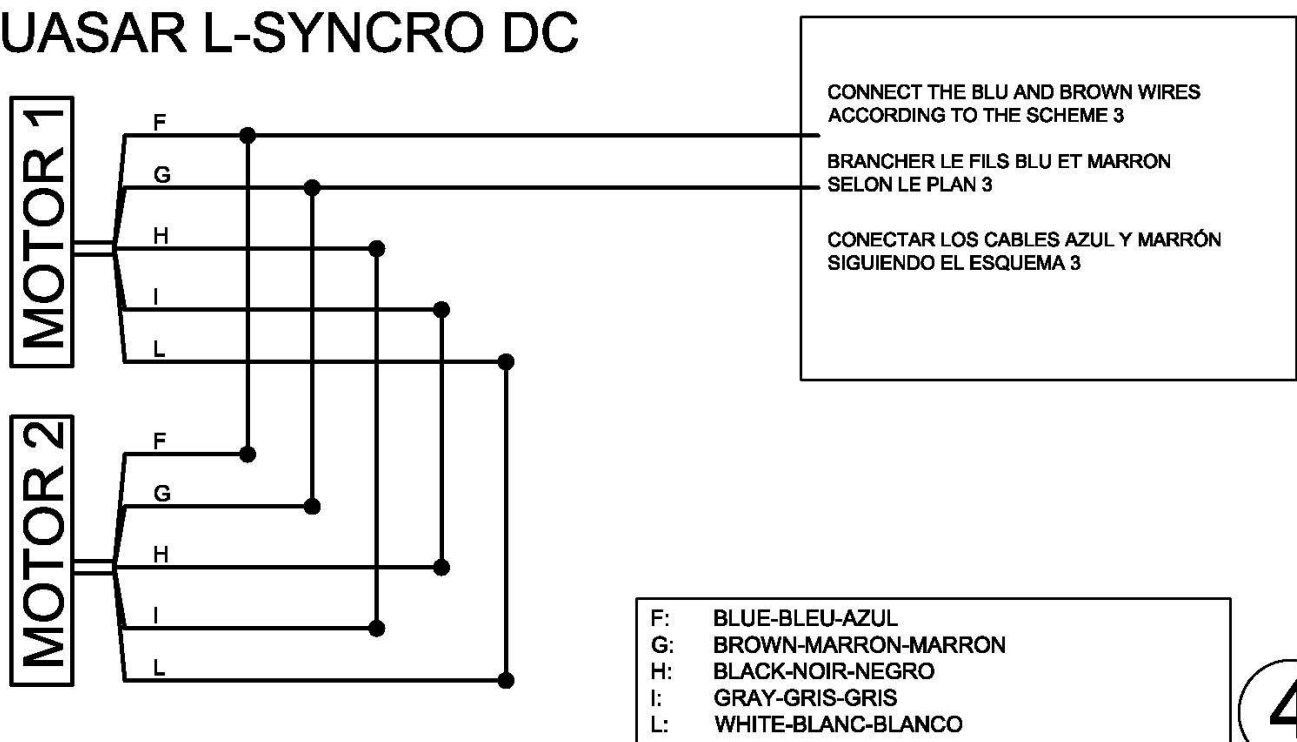 UASAR L-SYNCRO DC
MOTOR 1
F
G
H
I
L
CONNECT THE BLU AND BROWN WIRES
ACCORDING TO THE SCHEME 3
BRANCHER LE FILS BLU ET MARRON
SELON LE PLAN 3
CONECTAR LOS CABLES AZUL Y MARRÓN
SIGUIENDO EL ESQUEMA 3
MOTOR 2
F
G
H
I
L
F: BLUE-BLEU-AZUL
G: BROWN-MARRON-MARRON
H: BLACK-NOIR-NEGRO
I: GRAY-GRIS-GRIS
L: WHITE-BLANC-BLANCO
4